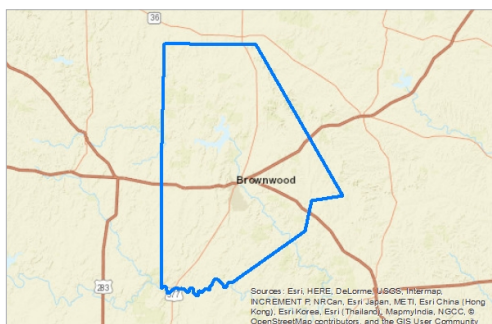 36
Brownwood
283
377
Sources: Esri, HERE, DeLorme, USGS, Intermap,
INCREMENT P, NRCan, Esri Japan, METI, Esri China (Hong
Kong), Esri Korea, Esri (Thailand), MapmyIndia, NGCC, ©
OpenStreetMap contributors, and the GIS User Community